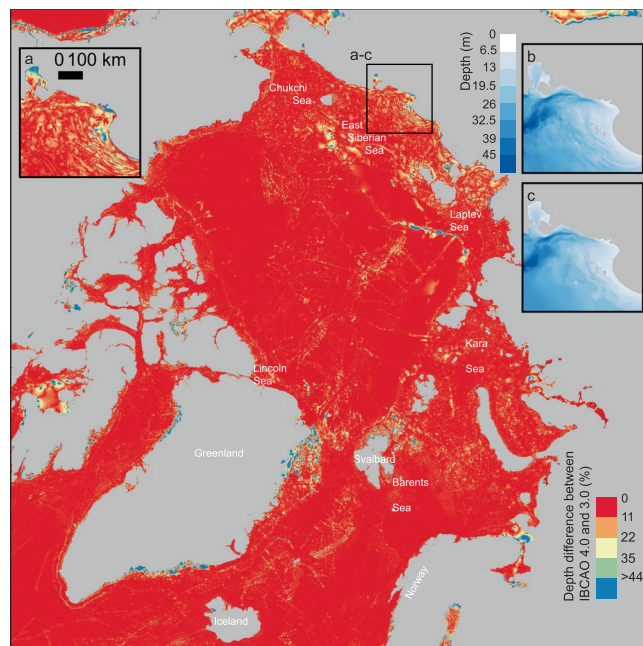 a
0 100 km
a-c
Depth (m)
0
6.5
13
19.5
26
32.5
39
45
b
c
Chukchi
Sea
East
Siberian
Sea
Laptev
Sea
Kara
Sea
Lincoln
Sea
Greenland
Svalbard
Barents
Sea
Norway
Iceland
Depth difference between
IBCAO 4.0 and 3.0 (%)
0
11
22
35
>44